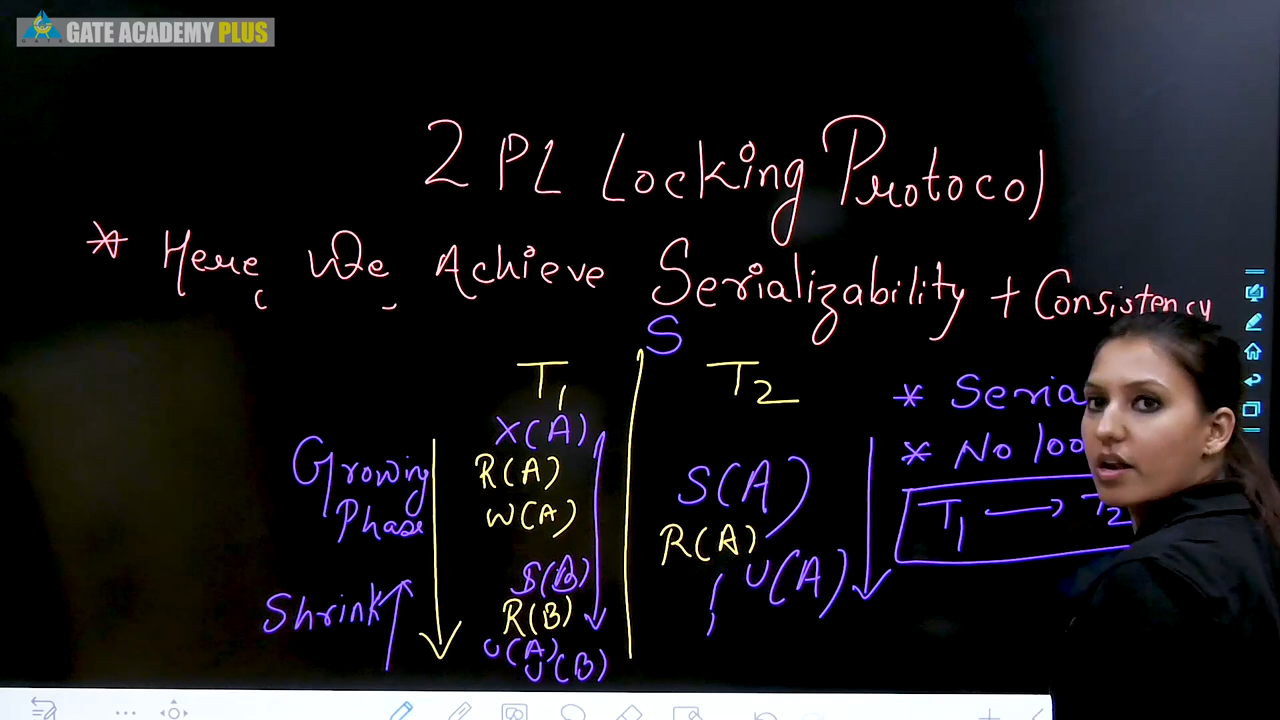 GATE ACADEMY PLUS
2 PL Locking Protocol
* Here, We Achieve Serializability + Consistency
S
T1 T2
* Seria
* No loo
Growing Phase
X(A)
R(A)
W(A)
S(A)
R(A)
U(A)
T1 → T2
Shrink
S(B)
R(B)
U(A)
U(B)